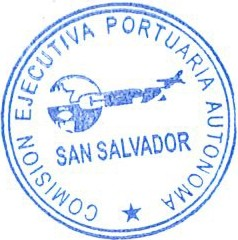 COMISION EJECUTIVA PORTUARIA AUTONOMA
CEPA
SAN SALVADOR